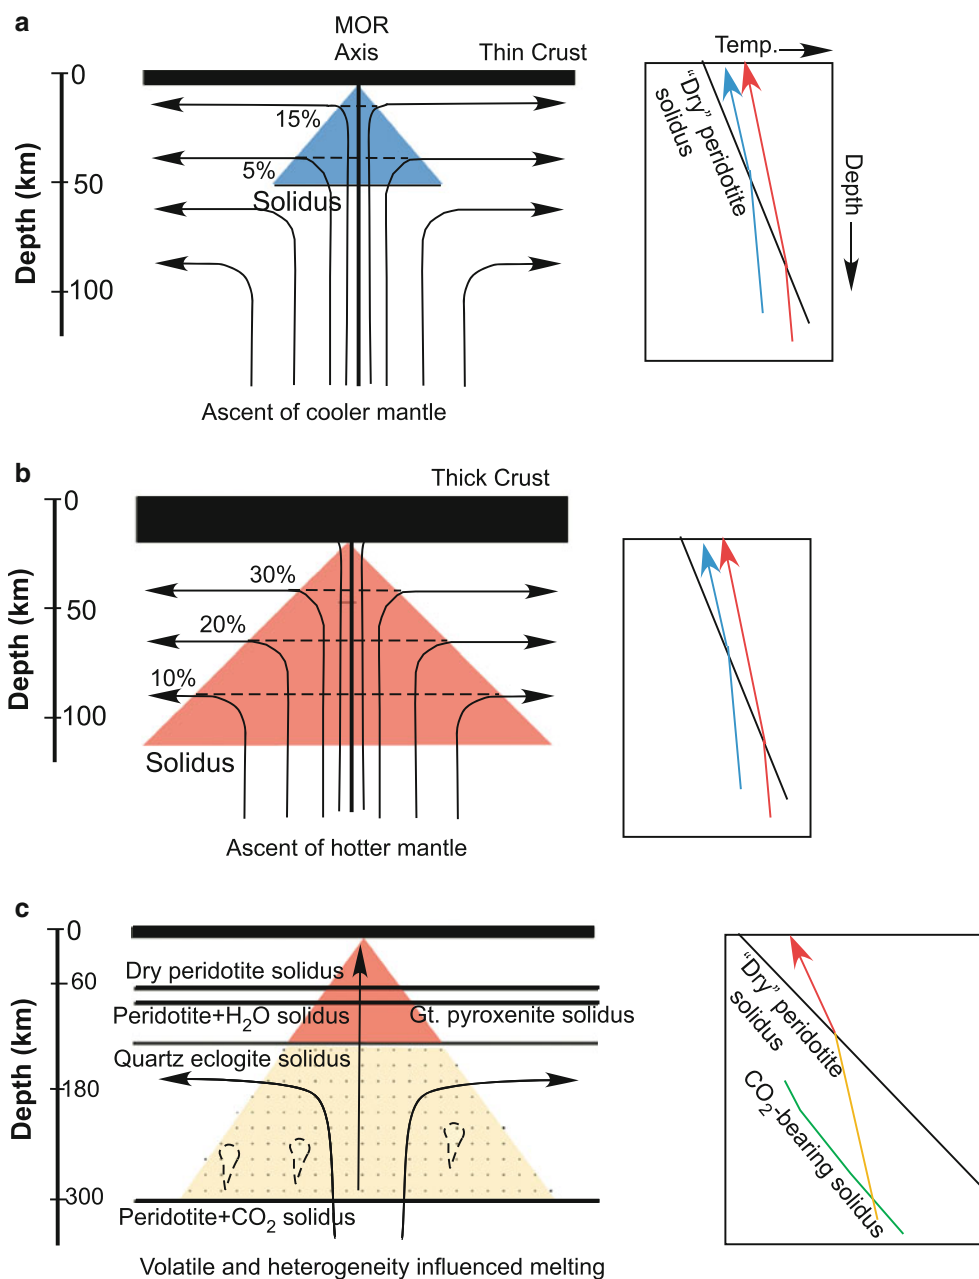 a
MOR
Axis
Thin Crust
Temp.
0
15%
5%
50
Solidus
100
Depth (km)
"Dry" peridotite
solidus
Depth
Ascent of cooler mantle
b
Thick Crust
0
30%
50
20%
10%
100
Depth (km)
Solidus
Ascent of hotter mantle
c
0
Dry peridotite solidus
60
Peridotite+H2O solidus
Gt. pyroxenite solidus
Quartz eclogite solidus
180
Depth (km)
300
Peridotite+CO2 solidus
"Dry" peridotite
solidus
CO2-bearing solidus
Volatile and heterogeneity influenced melting